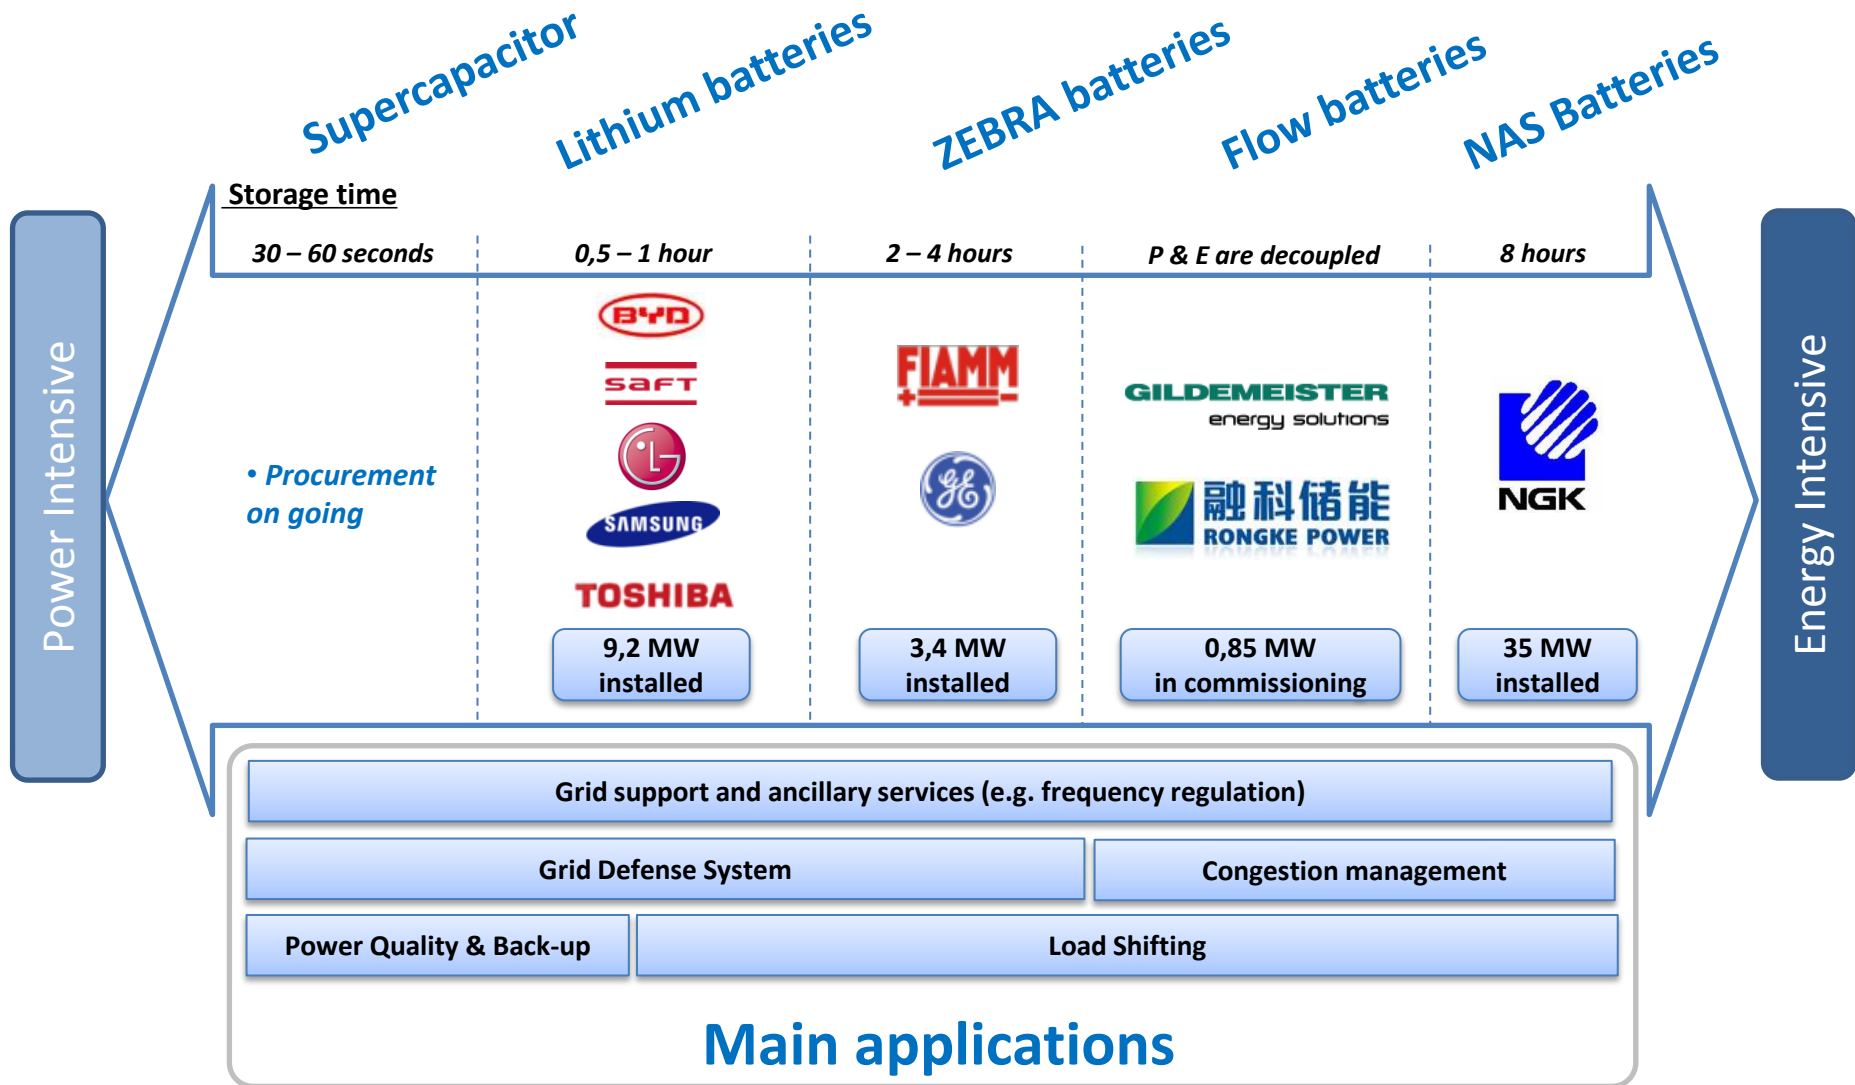 Supercapacitor
Lithium batteries
ZEBRA batteries
Flow batteries
NAS Batteries
Storage time
30 – 60 seconds
0,5 – 1 hour
2 – 4 hours
P & E are decoupled
8 hours
Power Intensive
Energy Intensive
• Procurement
on going
BYD
SAFT
LG
SAMSUNG
TOSHIBA
9,2 MW
installed
FIAMM
GE
3,4 MW
installed
GILDEMEISTER
energy solutions
融科储能
RONGKE POWER
0,85 MW
in commissioning
NGK
35 MW
installed
Grid support and ancillary services (e.g. frequency regulation)
Grid Defense System
Congestion management
Power Quality & Back-up
Load Shifting
Main applications